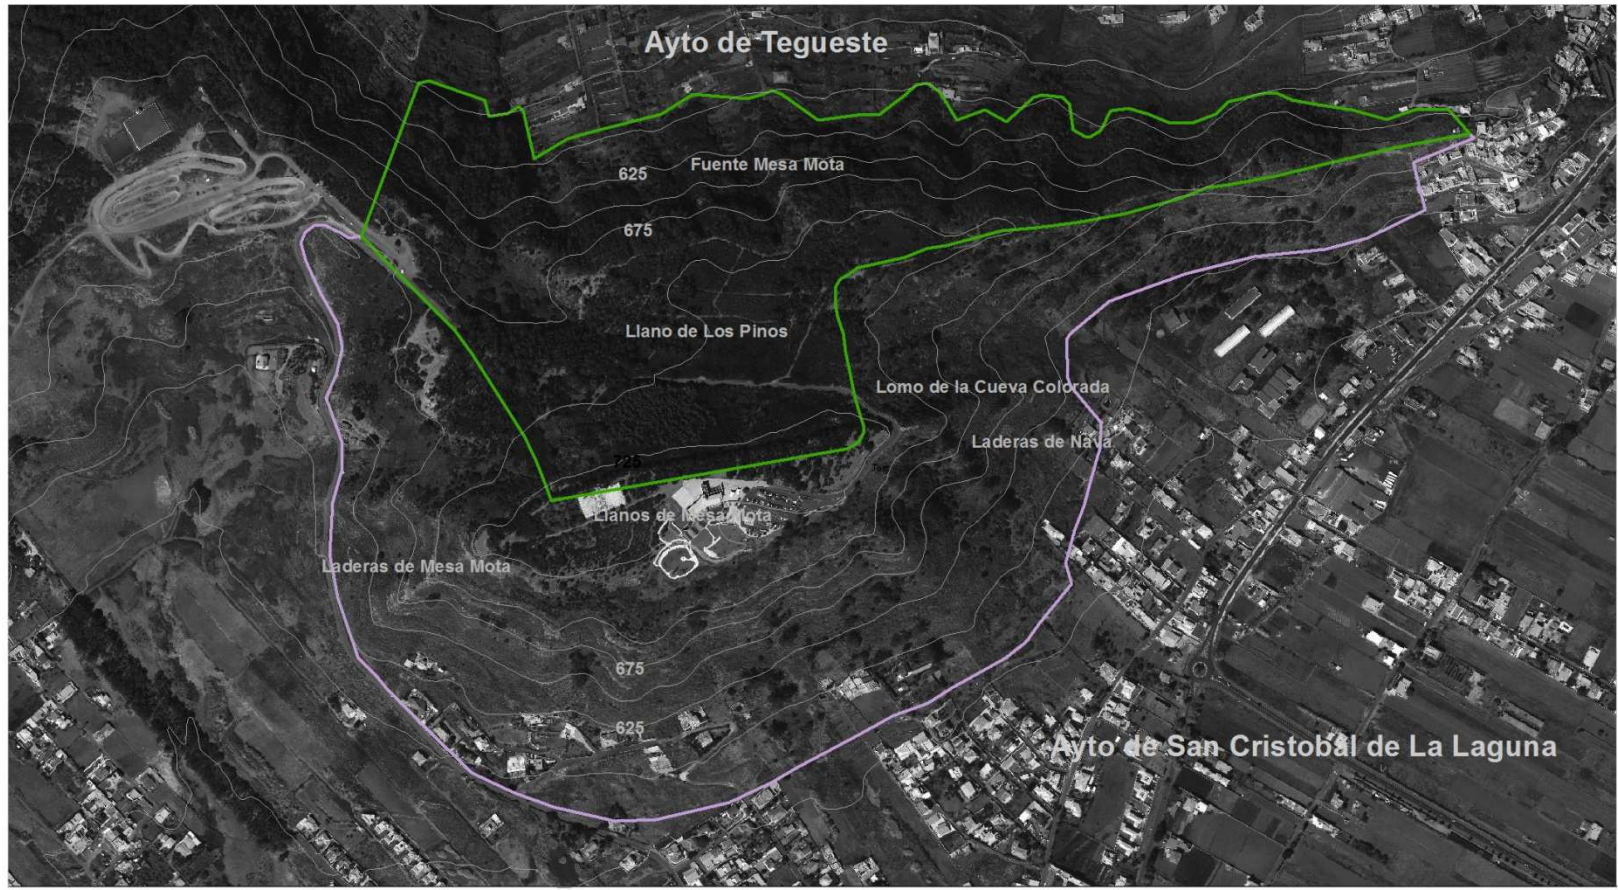 Ayto de Tegueste
Fuente Mesa Mota
625
675
Llano de Los Pinos
Lomo de la Cueva Colorada
Laderas de Nava
725
Llanos de Mesa Mota
Laderas de Mesa Mota
675
625
Ayto de San Cristobal de La Laguna